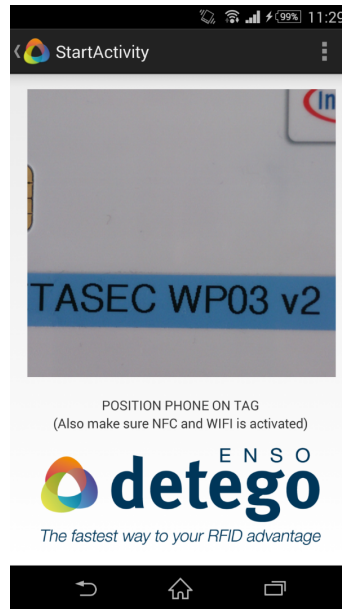 99% 11:29
StartActivity
In
TASEC WP03 v2
POSITION PHONE ON TAG
(Also make sure NFC and WIFI is activated)
ENSO
detego
The fastest way to your RFID advantage